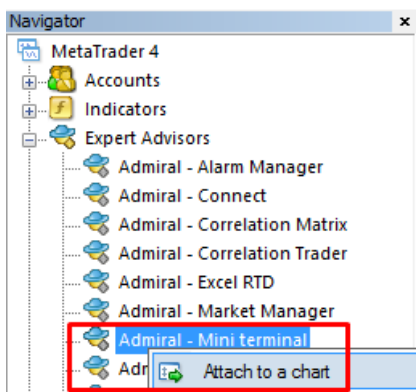 Navigator
MetaTrader 4
Accounts
Indicators
Expert Advisors
Admiral - Alarm Manager
Admiral - Connect
Admiral - Correlation Matrix
Admiral - Correlation Trader
Admiral - Excel RTD
Admiral - Market Manager
Admiral - Mini terminal
Attach to a chart